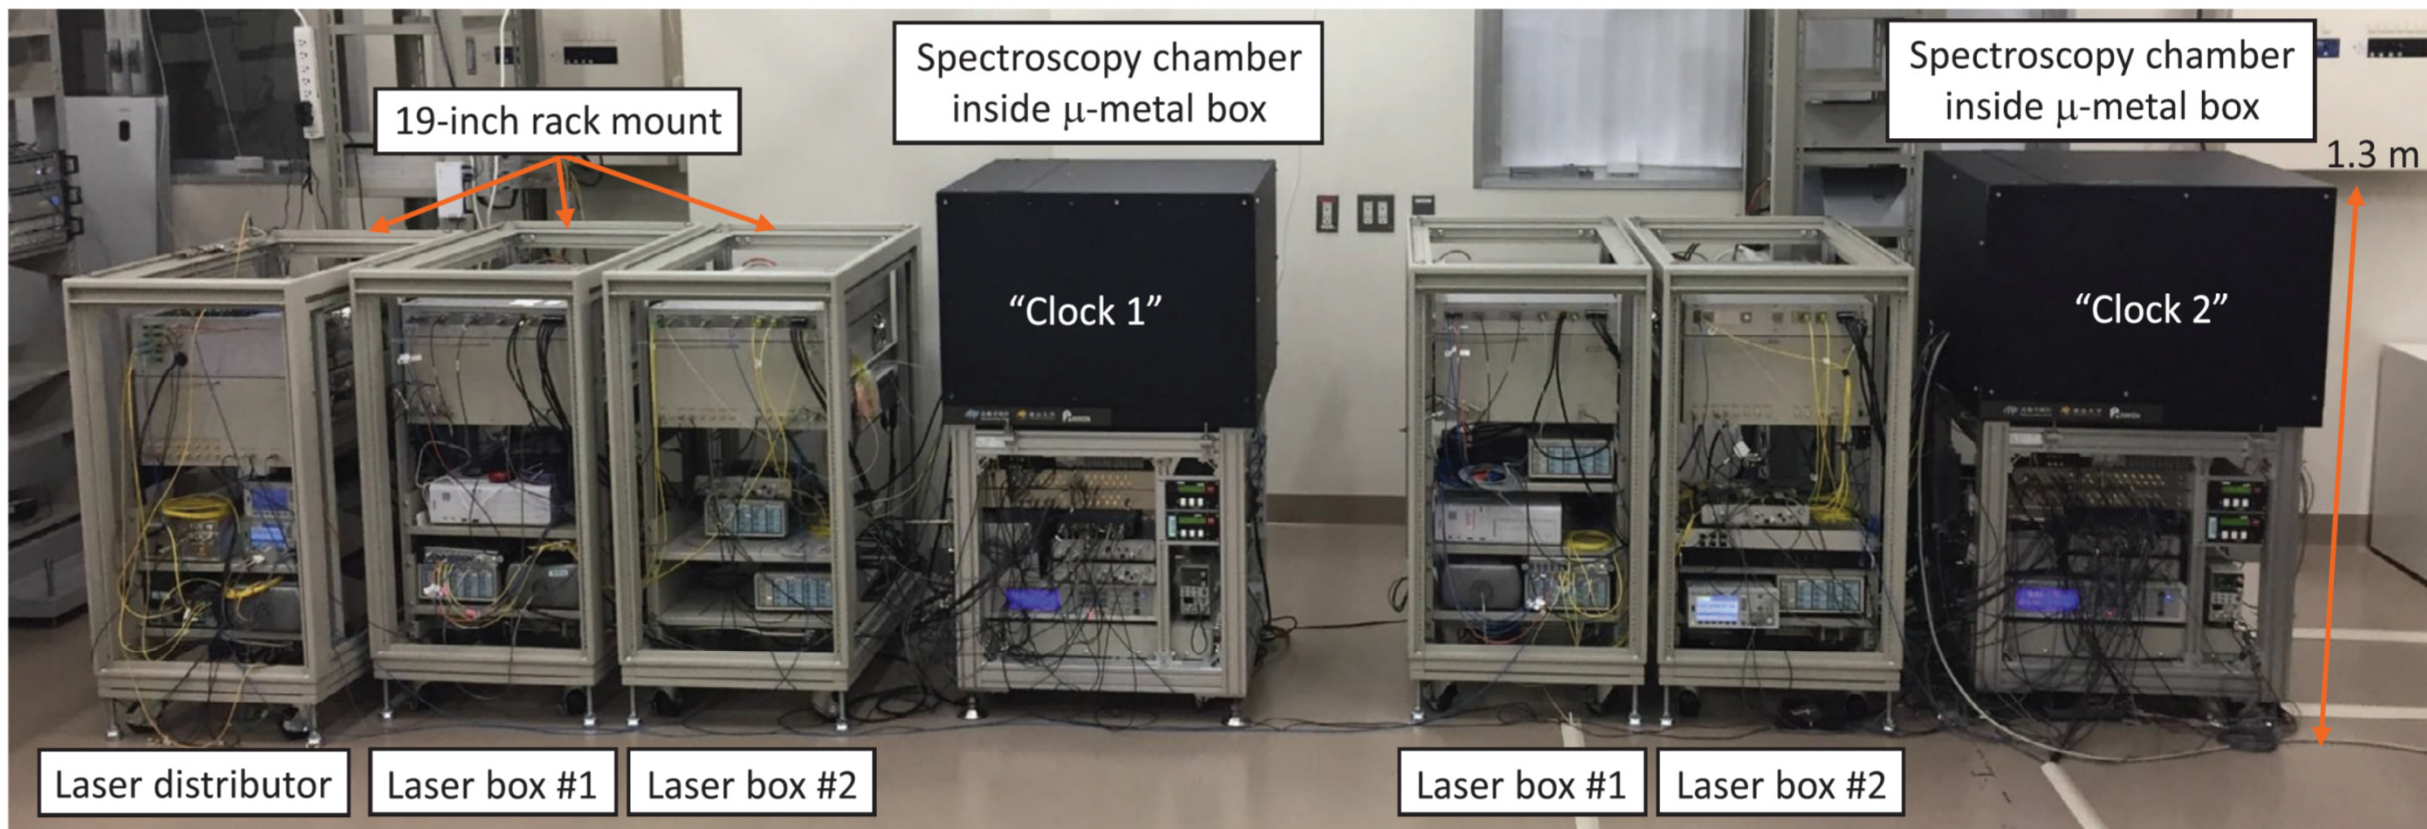 19-inch rack mount
Spectroscopy chamber
inside μ-metal box
Spectroscopy chamber
inside μ-metal box
1.3 m
“Clock 1”
“Clock 2”
Laser distributor
Laser box #1
Laser box #2
Laser box #1
Laser box #2